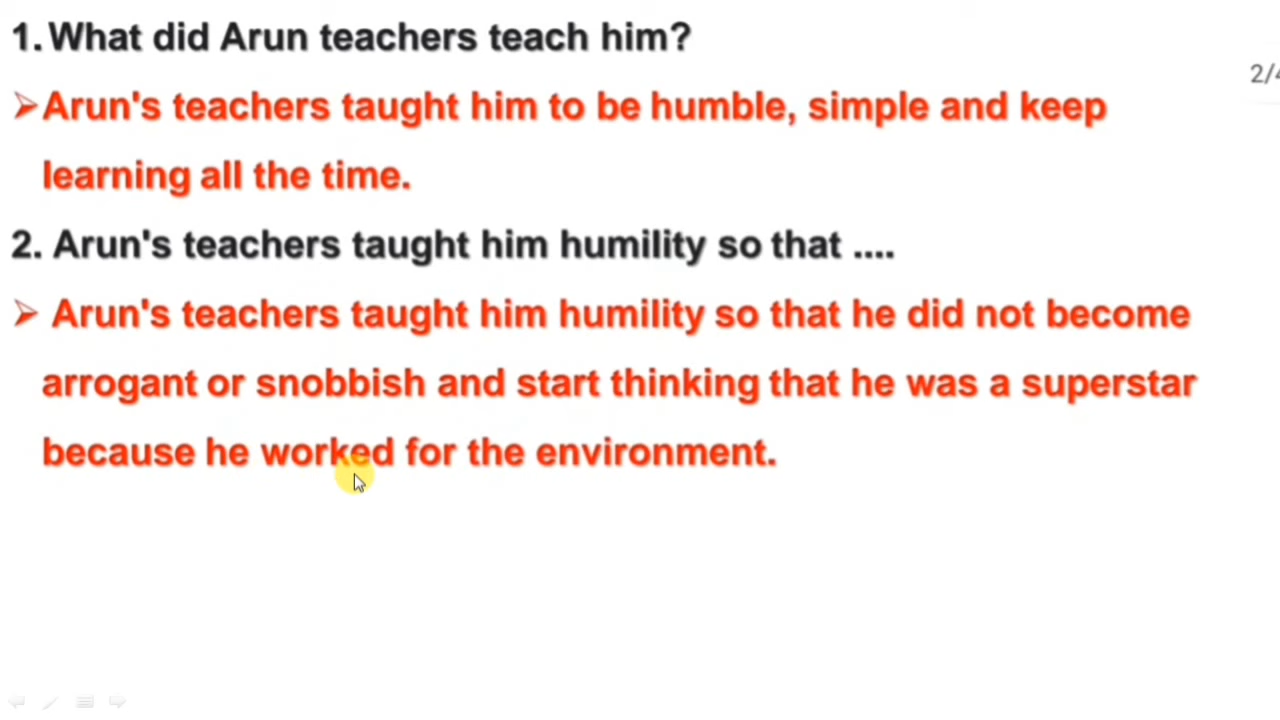 1. What did Arun teachers teach him?
2/4
➢Arun's teachers taught him to be humble, simple and keep
learning all the time.
2. Arun's teachers taught him humility so that ....
➢ Arun's teachers taught him humility so that he did not become
arrogant or snobbish and start thinking that he was a superstar
because he worked for the environment.